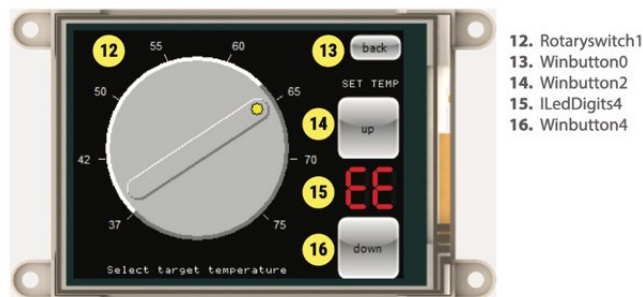 12
55
60
13
back
50
65
SET TEMP
14
up
42
70
15
EE
37
75
16
down
Select target temperature
12. Rotaryswitch1
13. Winbutton0
14. Winbutton2
15. ILedDigits4
16. Winbutton4